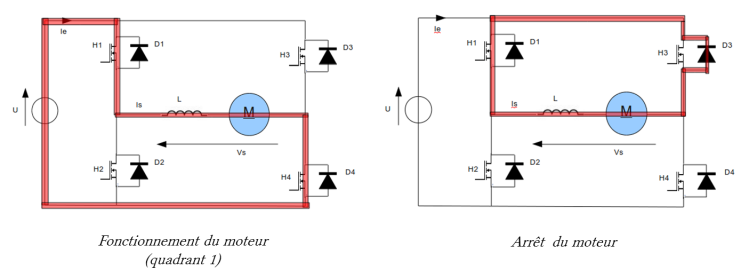 Ie
H1
D1
H3
D3
Is
L
M
U
Vs
H2
D2
H4
D4
Fonctionnement du moteur
(quadrant 1)
Ie
H1
D1
H3
D3
Is
L
M
U
Vs
H2
D2
H4
D4
Arrêt du moteur